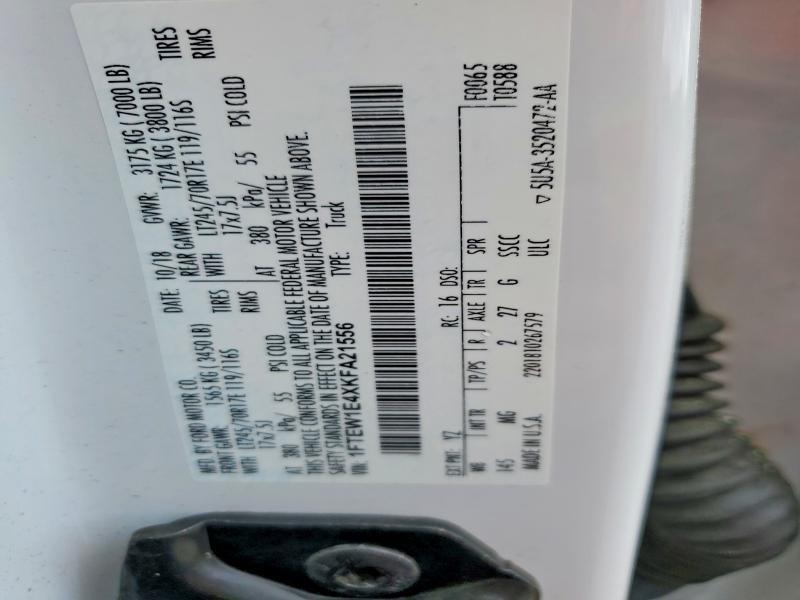 MFD. BY FORD MOTOR CO. DATE: 10/18 GVWR: 3175 KG ( 7000 LB)
FRONT GAWR: 1565 KG ( 3450 LB) REAR GAWR: 1724 KG ( 3800 LB)
WITH LT245/70R17E 119/116S TIRES WITH LT245/70R17E 119/116S TIRES
17x7.5J RIMS 17x7.5J RIMS
AT 380 kPa/ 55 PSI COLD AT 380 kPa/ 55 PSI COLD
THIS VEHICLE CONFORMS TO ALL APPLICABLE FEDERAL MOTOR VEHICLE
SAFETY STANDARDS IN EFFECT ON THE DATE OF MANUFACTURE SHOWN ABOVE.
VIN: 1FTEW1E4XKFA21556 TYPE: Truck
EXT PNT: YZ RC: 16 DSO: F0065
WB INT TR TP/PS R AXLE TR SPR T0588
145 MG 2 27 G SSCC
MADE IN U.S.A. 2201810267579 ULC ▽ 5U5A-3520472-AA